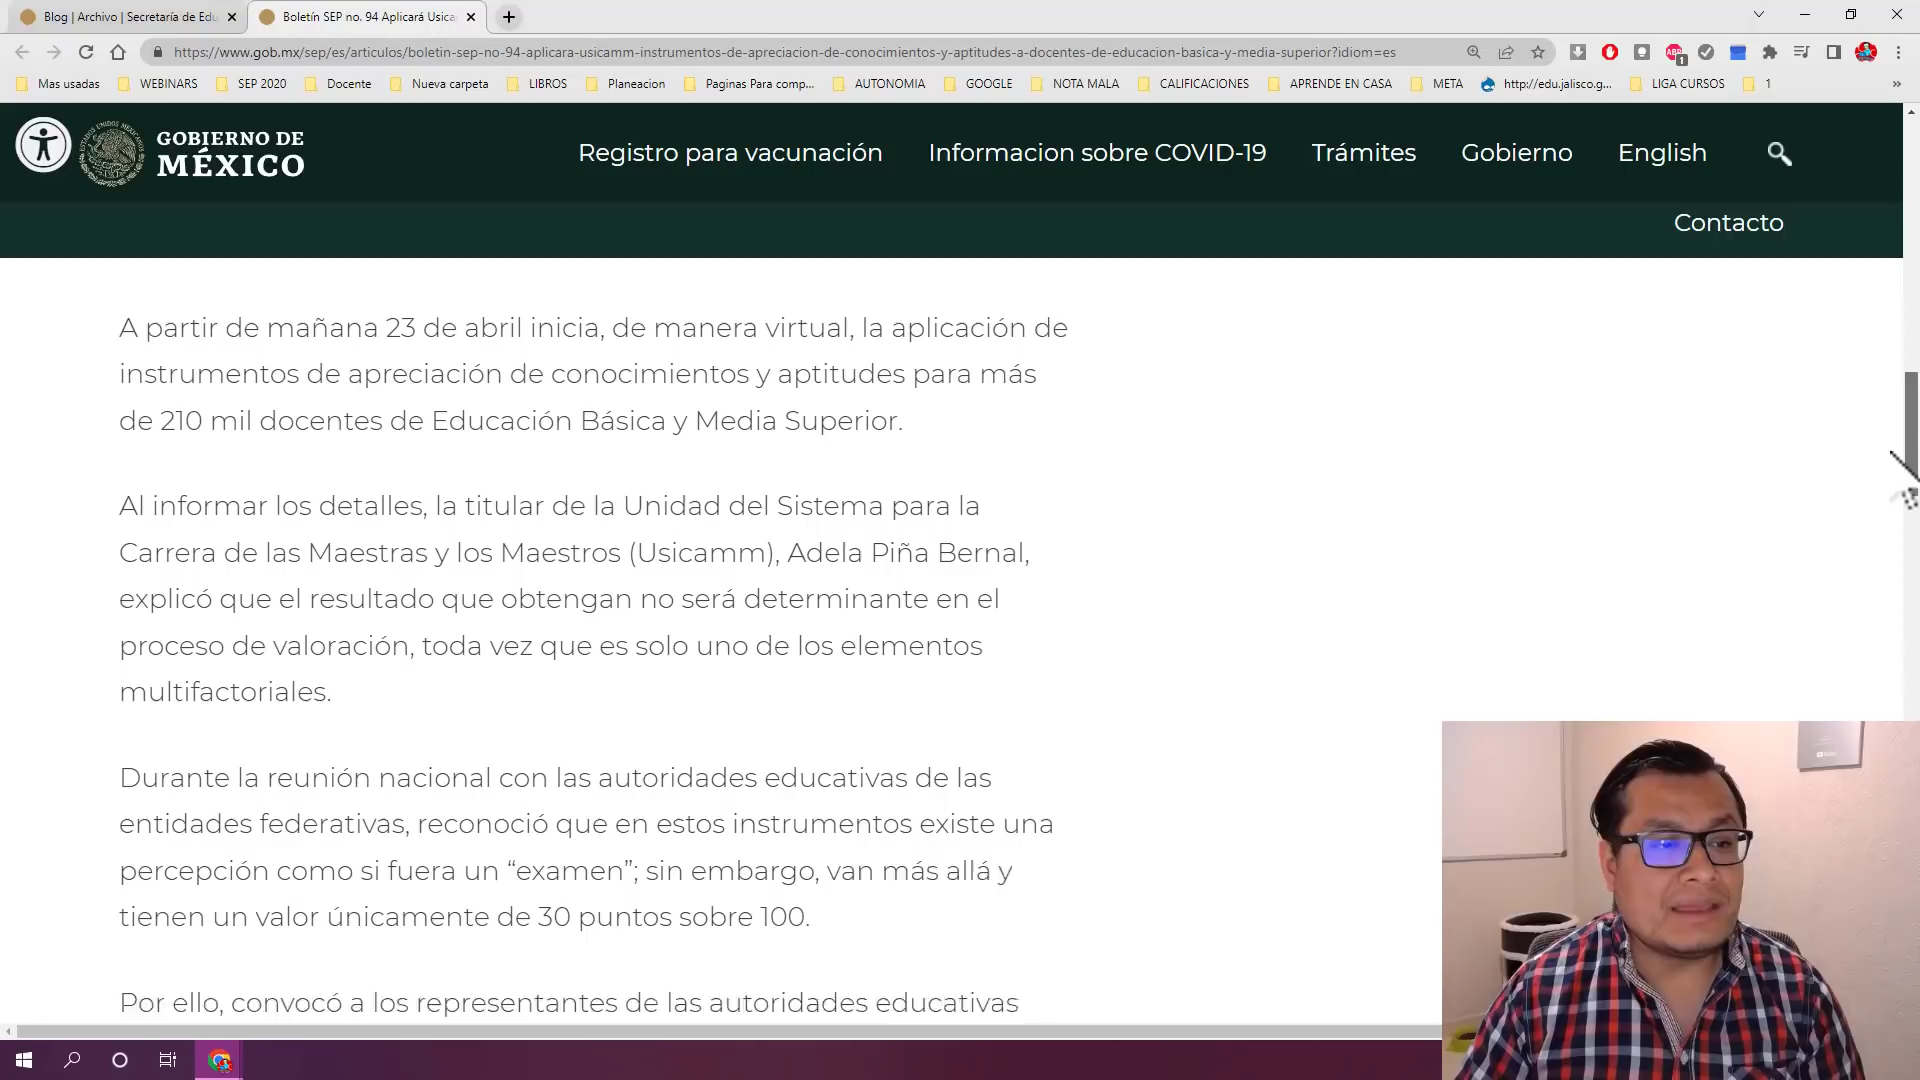 Blog | Archivo | Secretaría de Edu
Boletín SEP no. 94 Aplicará Usica
https://www.gob.mx/sep/es/articulos/boletin-sep-no-94-aplicara-usicamm-instrumentos-de-apreciacion-de-conocimientos-y-aptitudes-a-docentes-de-educacion-basica-y-media-superior?idiom=es
ABP
1
Mas usadas
WEBINARS
SEP 2020
Docente
Nueva carpeta
LIBROS
Planeacion
Paginas Para comp...
AUTONOMIA
GOOGLE
NOTA MALA
CALIFICACIONES
APRENDE EN CASA
META
http://edu.jalisco.g...
LIGA CURSOS
1
»
GOBIERNO DE
MÉXICO
Registro para vacunación
Informacion sobre COVID-19
Trámites
Gobierno
English
Contacto
A partir de mañana 23 de abril inicia, de manera virtual, la aplicación de
instrumentos de apreciación de conocimientos y aptitudes para más
de 210 mil docentes de Educación Básica y Media Superior.
Al informar los detalles, la titular de la Unidad del Sistema para la
Carrera de las Maestras y los Maestros (Usicamm), Adela Piña Bernal,
explicó que el resultado que obtengan no será determinante en el
proceso de valoración, toda vez que es solo uno de los elementos
multifactoriales.
Durante la reunión nacional con las autoridades educativas de las
entidades federativas, reconoció que en estos instrumentos existe una
percepción como si fuera un “examen”; sin embargo, van más allá y
tienen un valor únicamente de 30 puntos sobre 100.
Por ello, convocó a los representantes de las autoridades educativas